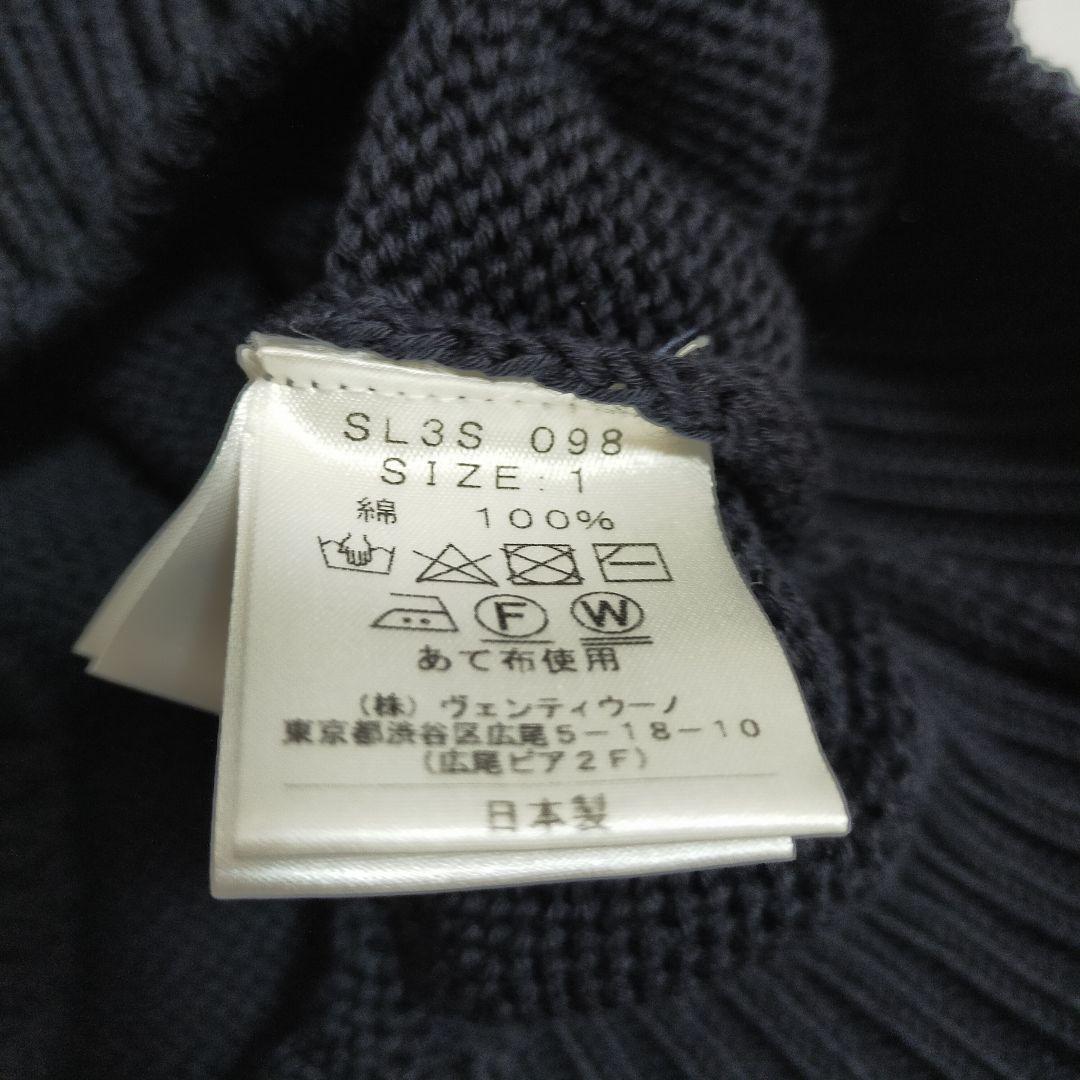 SL3S 098
SIZE:1
綿 100%
F W
あて布使用
(株) ヴェンティウーノ
東京都渋谷区広尾5-18-10
(広尾ピア2F)
日本製